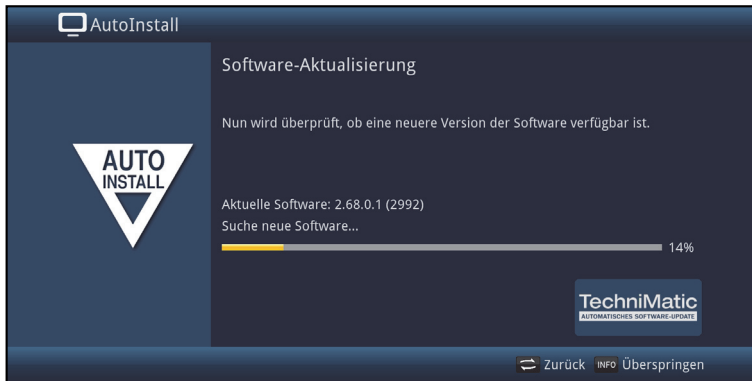 AutoInstall
Software-Aktualisierung
Nun wird überprüft, ob eine neuere Version der Software verfügbar ist.
AUTO
INSTALL
Aktuelle Software: 2.68.0.1 (2992)
Suche neue Software...
14%
TechniMatic
AUTOMATISCHES SOFTWARE-UPDATE
Zurück INFO Überspringen